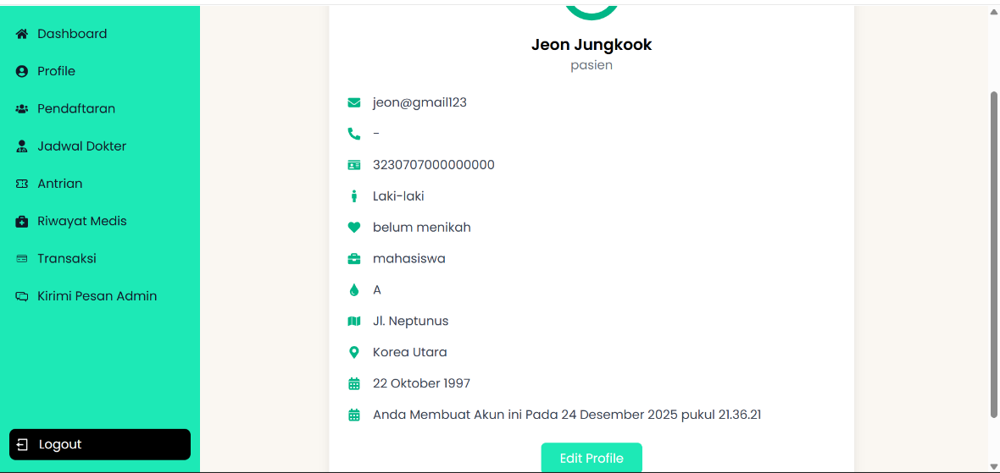 Dashboard
Profile
Pendaftaran
Jadwal Dokter
Antrian
Riwayat Medis
Transaksi
Kirimi Pesan Admin
Logout
Jeon Jungkook
pasien
jeon@gmail123
-
3230707000000000
Laki-laki
belum menikah
mahasiswa
A
Jl. Neptunus
Korea Utara
22 Oktober 1997
Anda Membuat Akun ini Pada 24 Desember 2025 pukul 21.36.21
Edit Profile